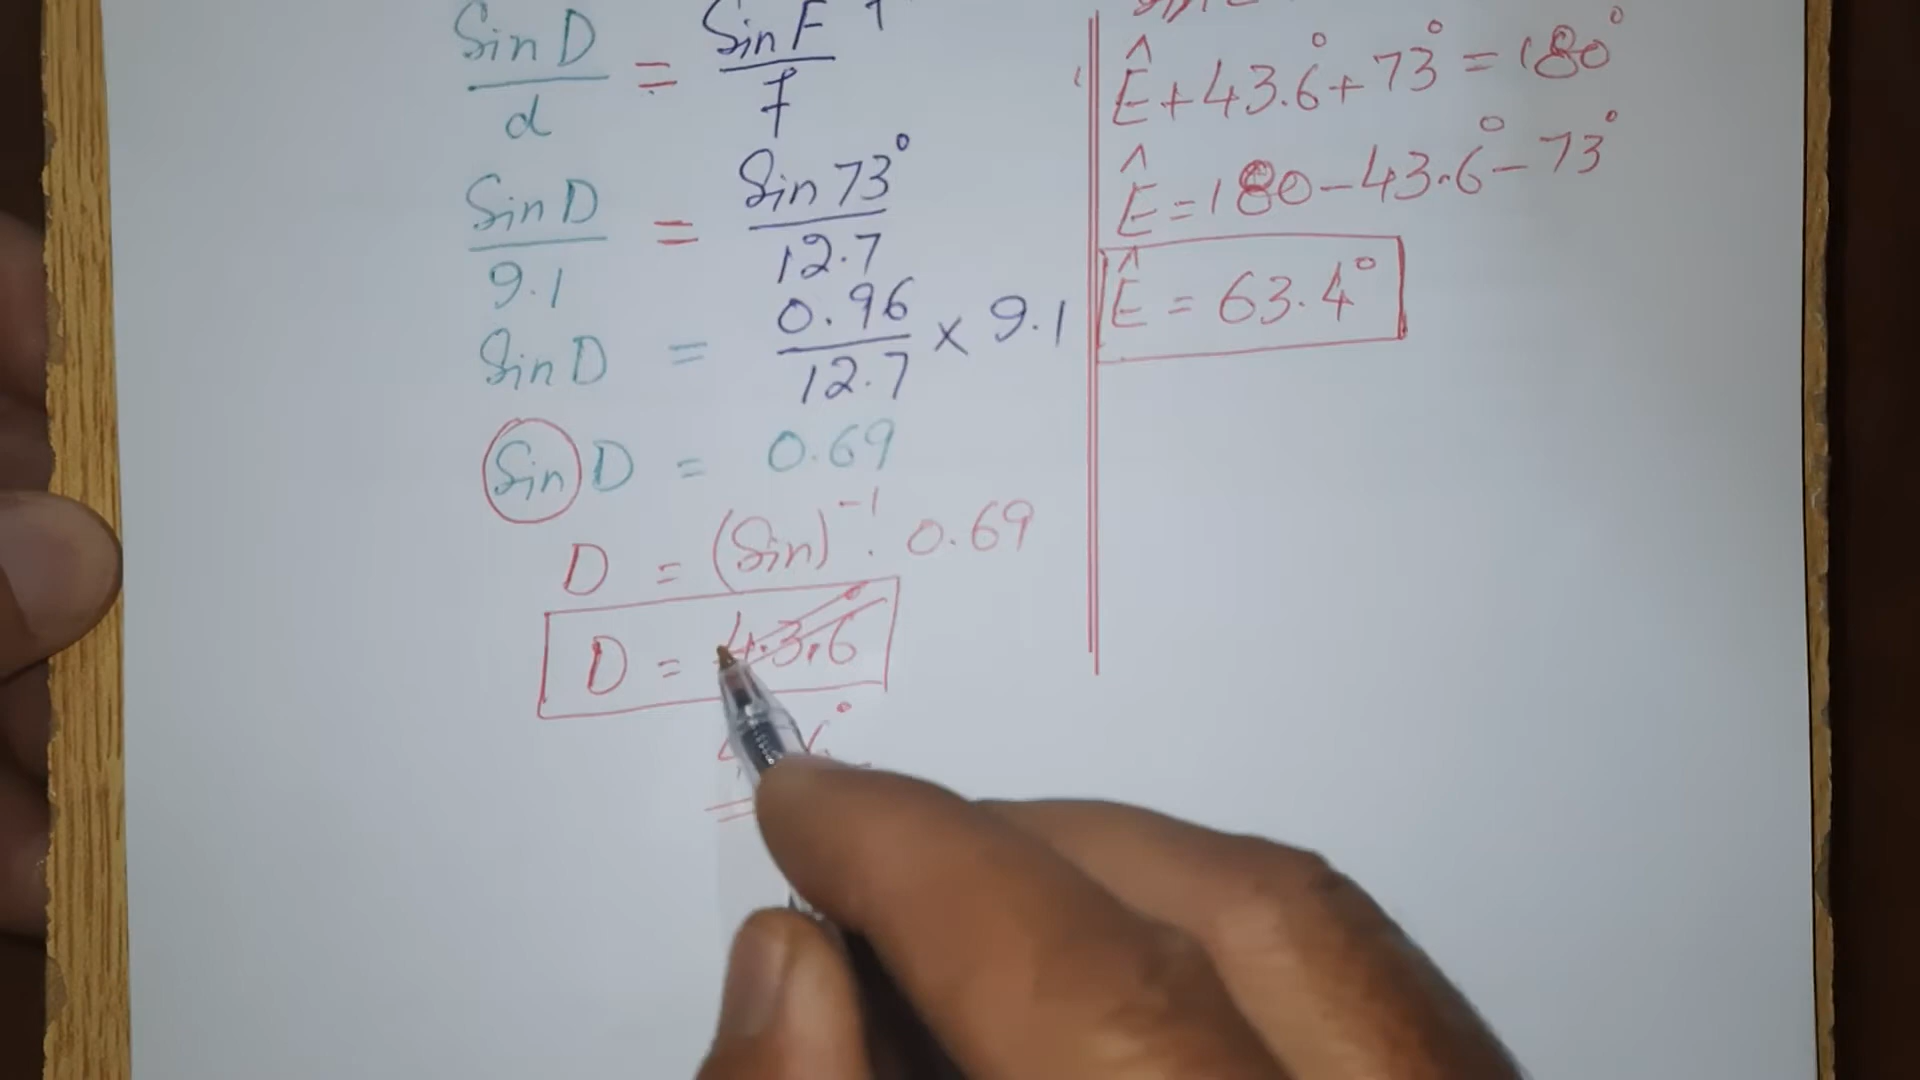 Sin D / d = Sin F / f
Sin D / 9.1 = Sin 73° / 12.7
Sin D = 0.96 / 12.7 × 9.1
Sin D = 0.69
D = (Sin)⁻¹ . 0.69
D = 43.6°
Ê + 43.6° + 73° = 180°
Ê = 180 – 43.6° – 73°
Ê = 63.4°